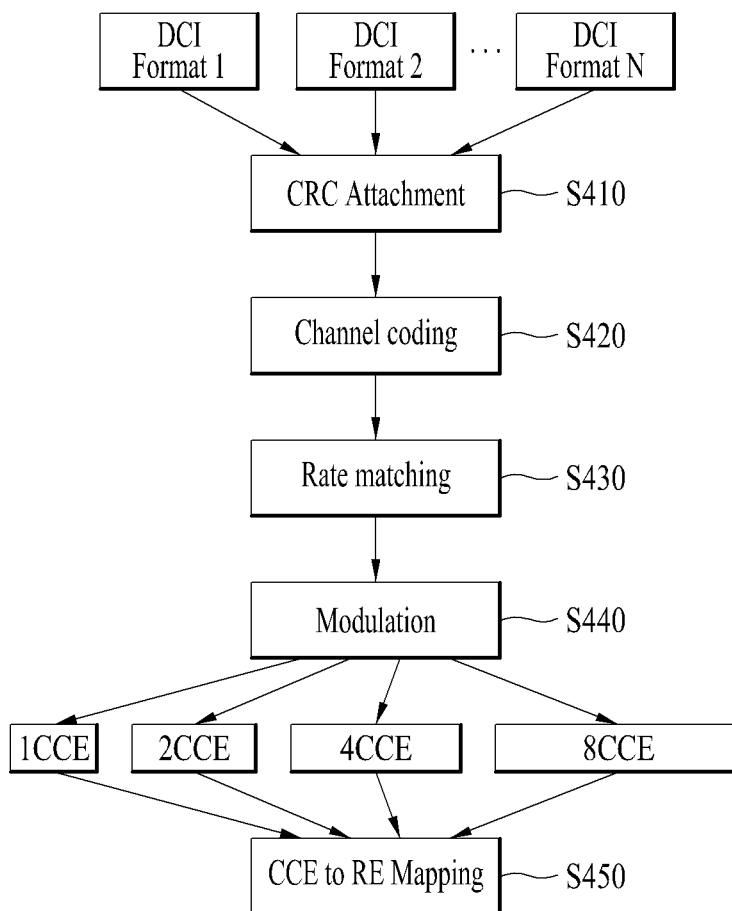 DCI
Format 1
DCI
Format 2
...
DCI
Format N
CRC Attachment
S410
Channel coding
S420
Rate matching
S430
Modulation
S440
1CCE
2CCE
4CCE
8CCE
CCE to RE Mapping
S450